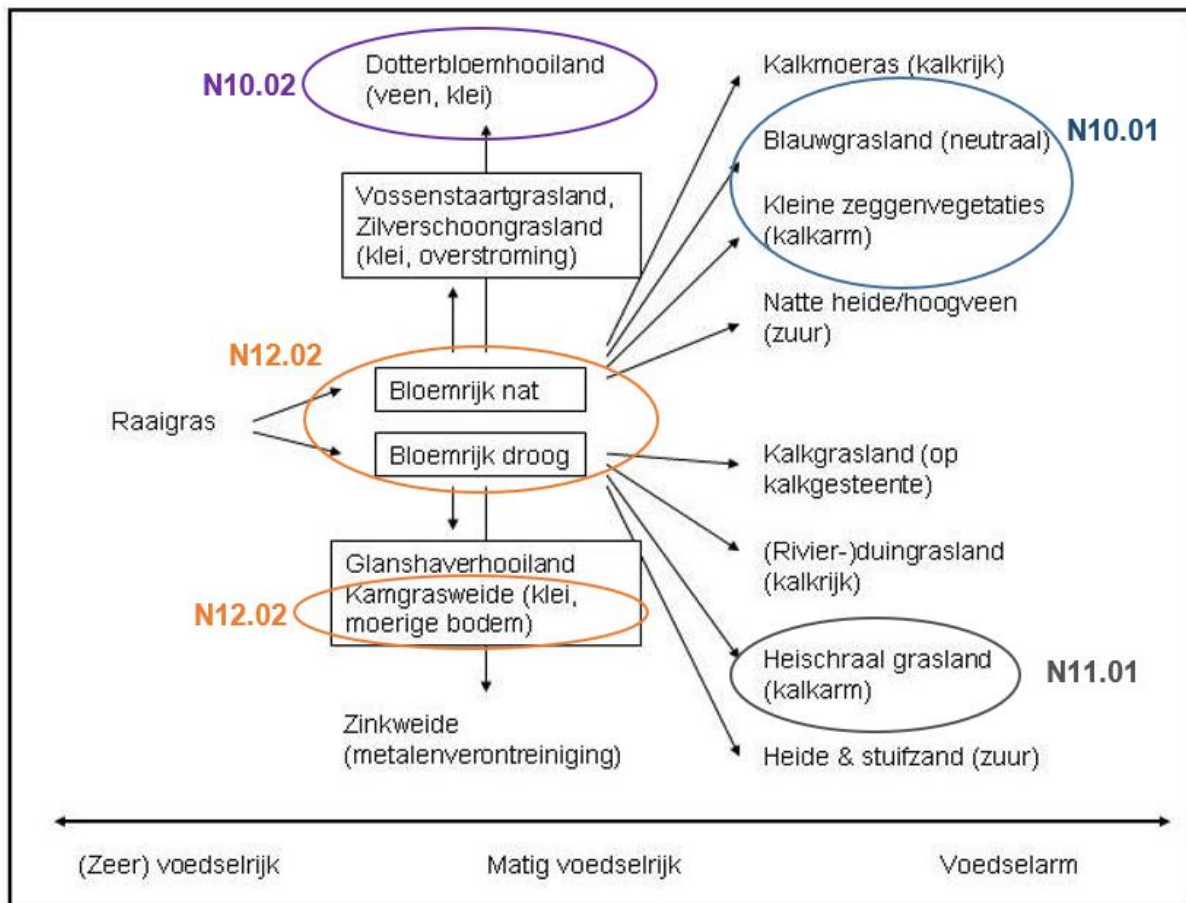 N10.02
Dotterbloemhooiland
(veen, klei)
Vossenstaartgrasland,
Zilverschoongrasland
(klei, overstroming)
Kalkmoeras (kalkrijk)
Blauwgrasland (neutraal)
N10.01
Kleine zeggenvegetaties
(kalkarm)
Natte heide/hoogveen
(zuur)
N12.02
Bloemrijk nat
Raaigras
Bloemrijk droog
Kalkgrasland (op
kalkgesteente)
(Rivier-)duingrasland
(kalkrijk)
Glanshaverhooiland
Kamgrasweide (klei,
moerige bodem)
N12.02
Heischraal grasland
(kalkarm)
N11.01
Zinkweide
(metalenverontreiniging)
Heide & stuifzand (zuur)
(Zeer) voedselrijk
Matig voedselrijk
Voedselarm